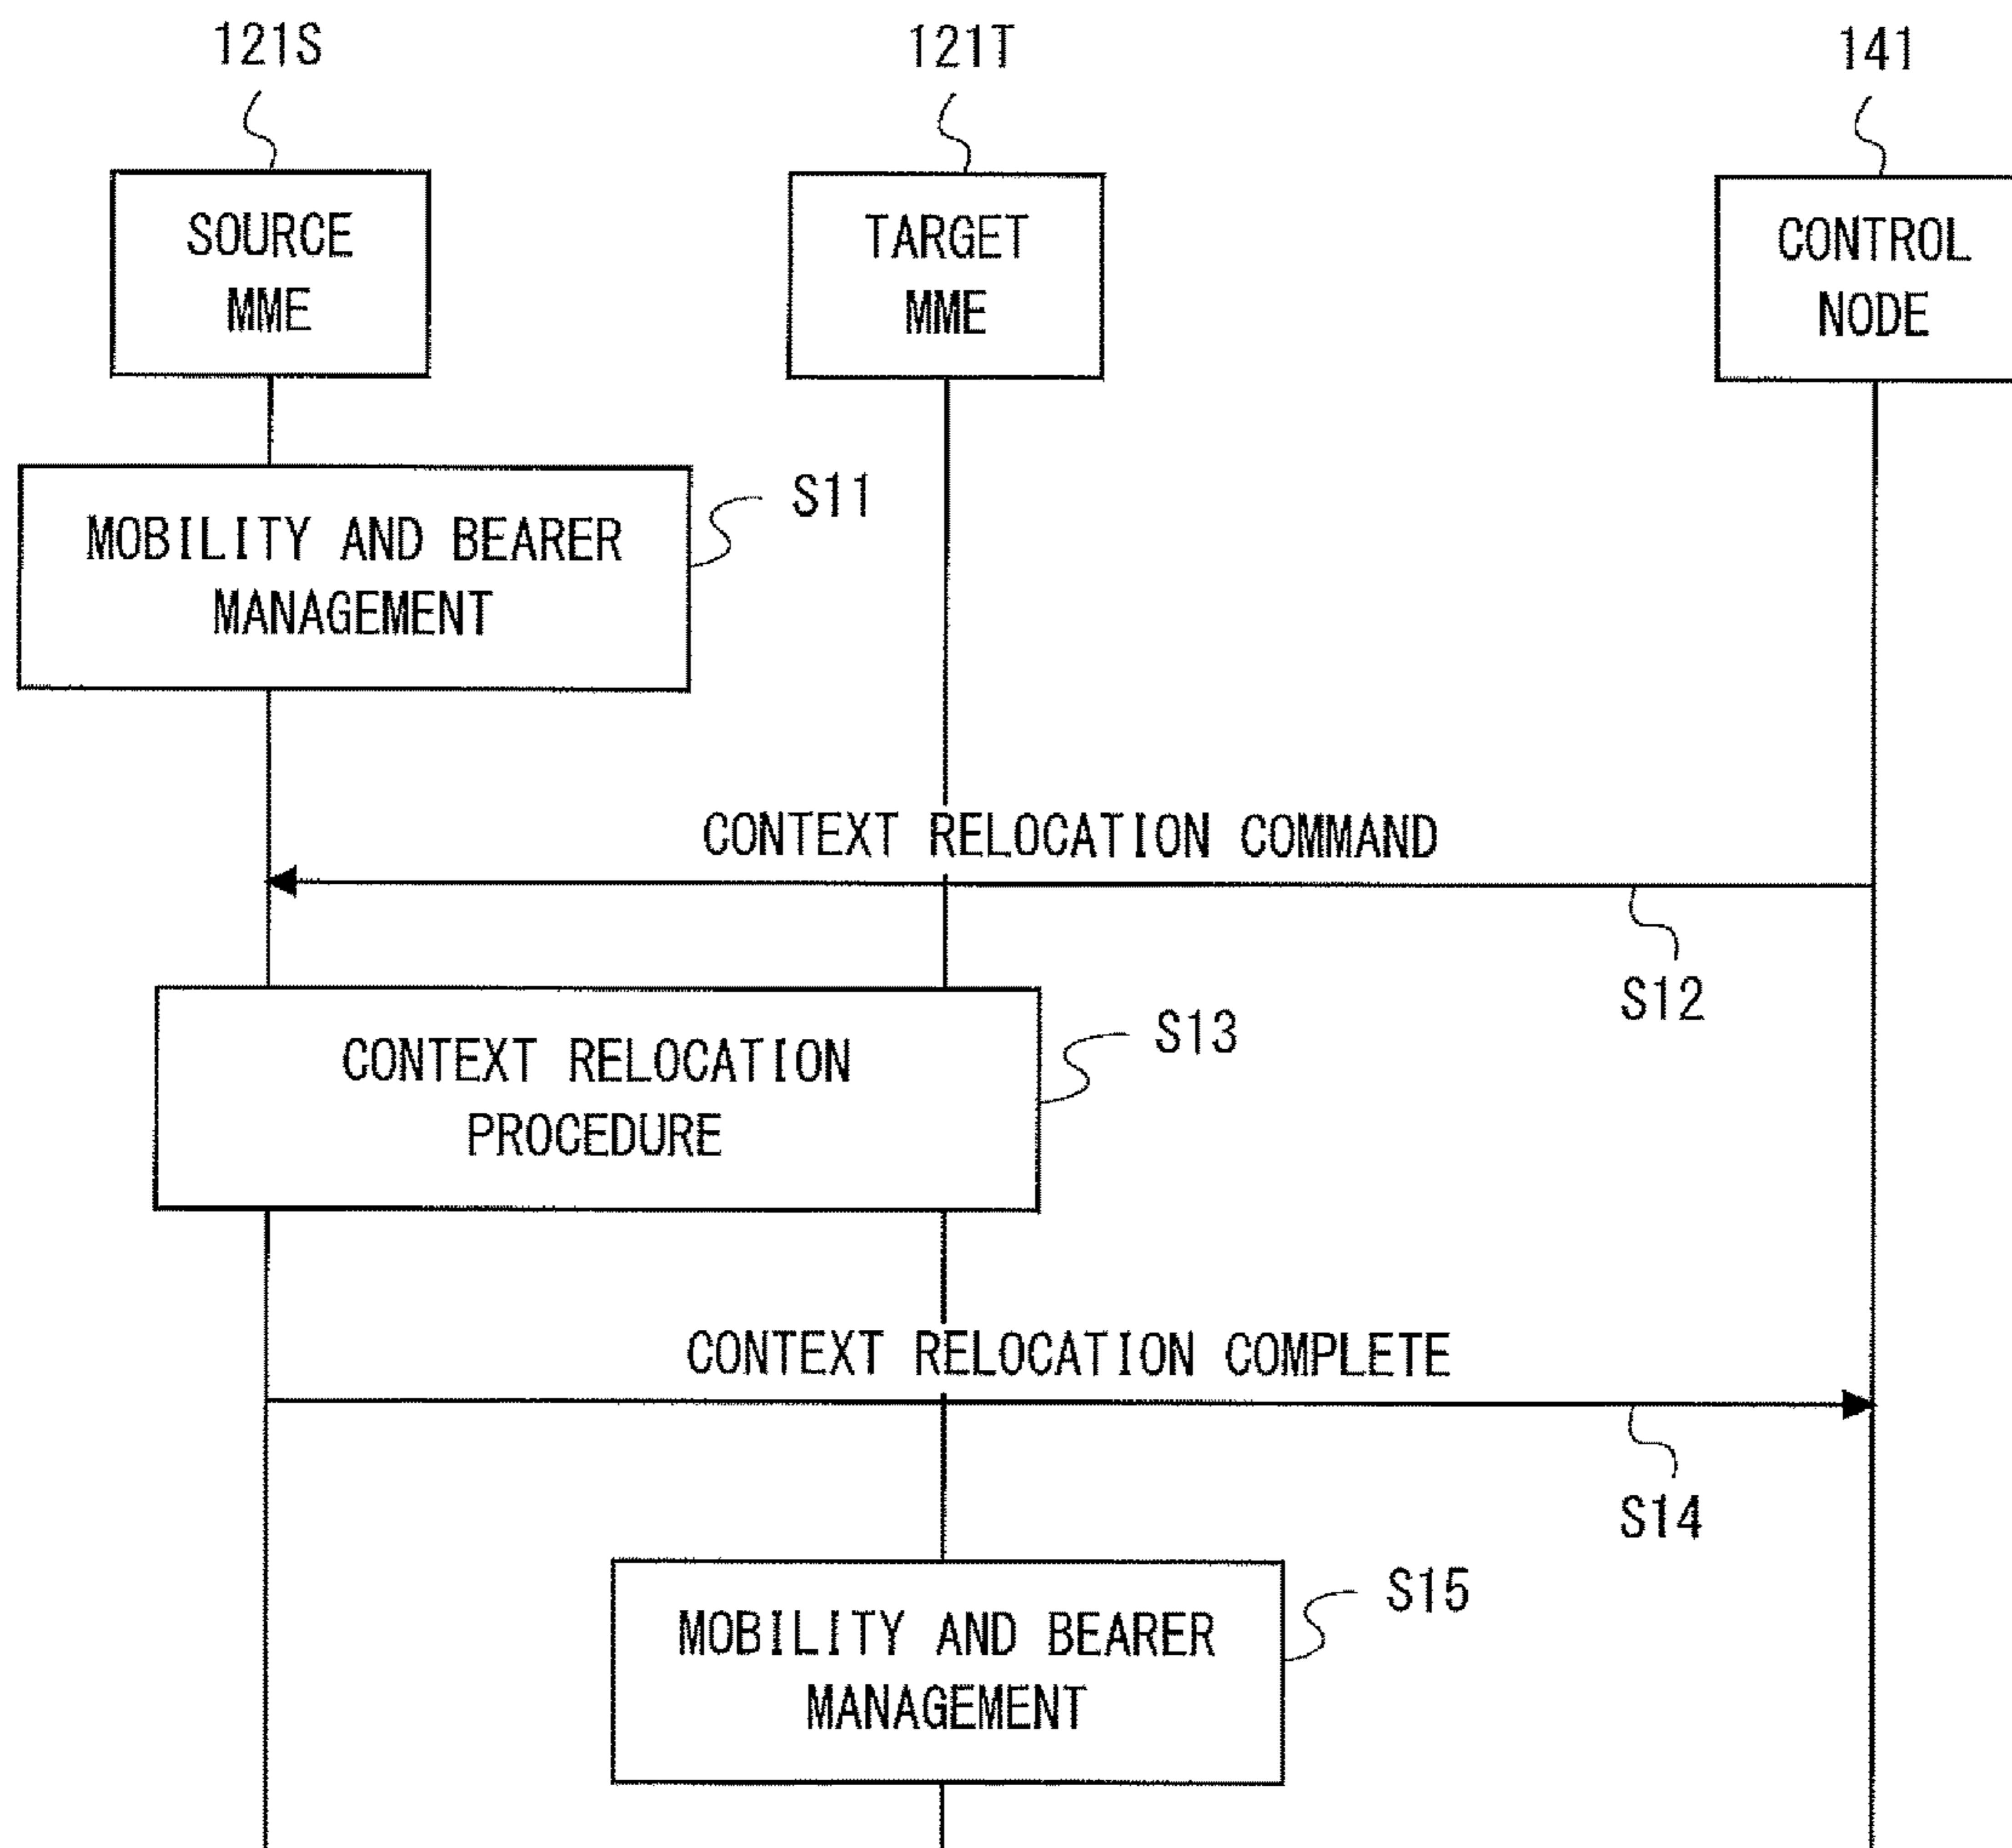 121S
121T
141
SOURCE
MME
TARGET
MME
CONTROL
NODE
S11
MOBILITY AND BEARER
MANAGEMENT
CONTEXT RELOCATION COMMAND
S12
S13
CONTEXT RELOCATION
PROCEDURE
CONTEXT RELOCATION COMPLETE
S14
S15
MOBILITY AND BEARER
MANAGEMENT